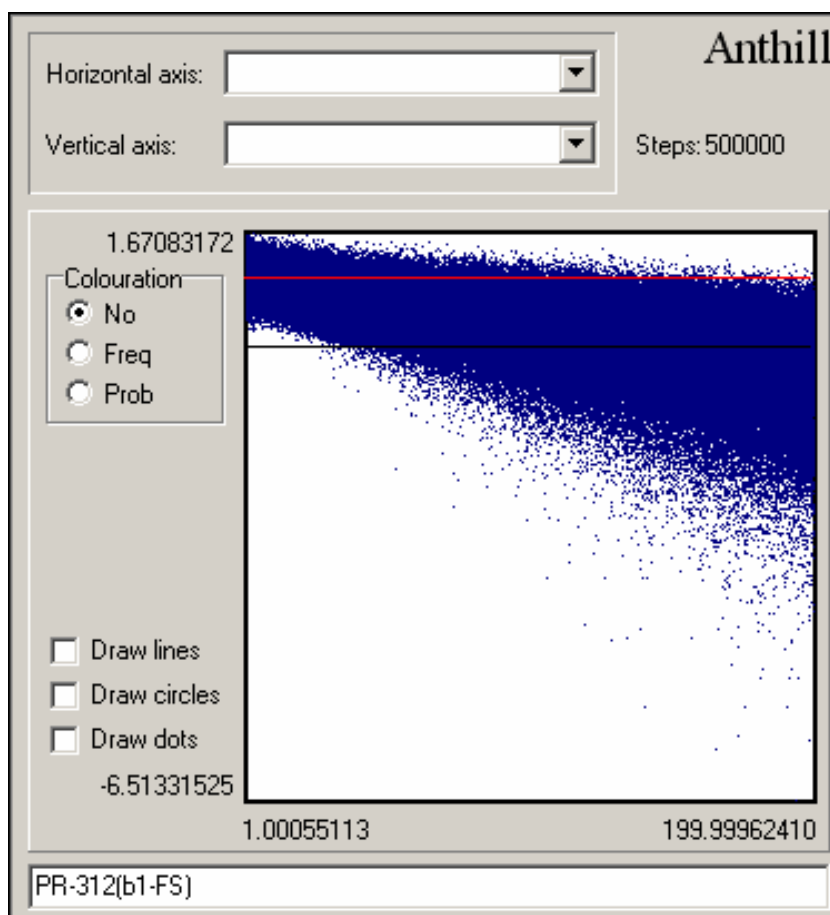 Anthill
Horizontal axis:
Vertical axis:
Steps: 500000
1.67083172
Colouration
No
Freq
Prob
Draw lines
Draw circles
Draw dots
-6.51331525
1.00055113
199.99962410
PR-312(b1-FS)